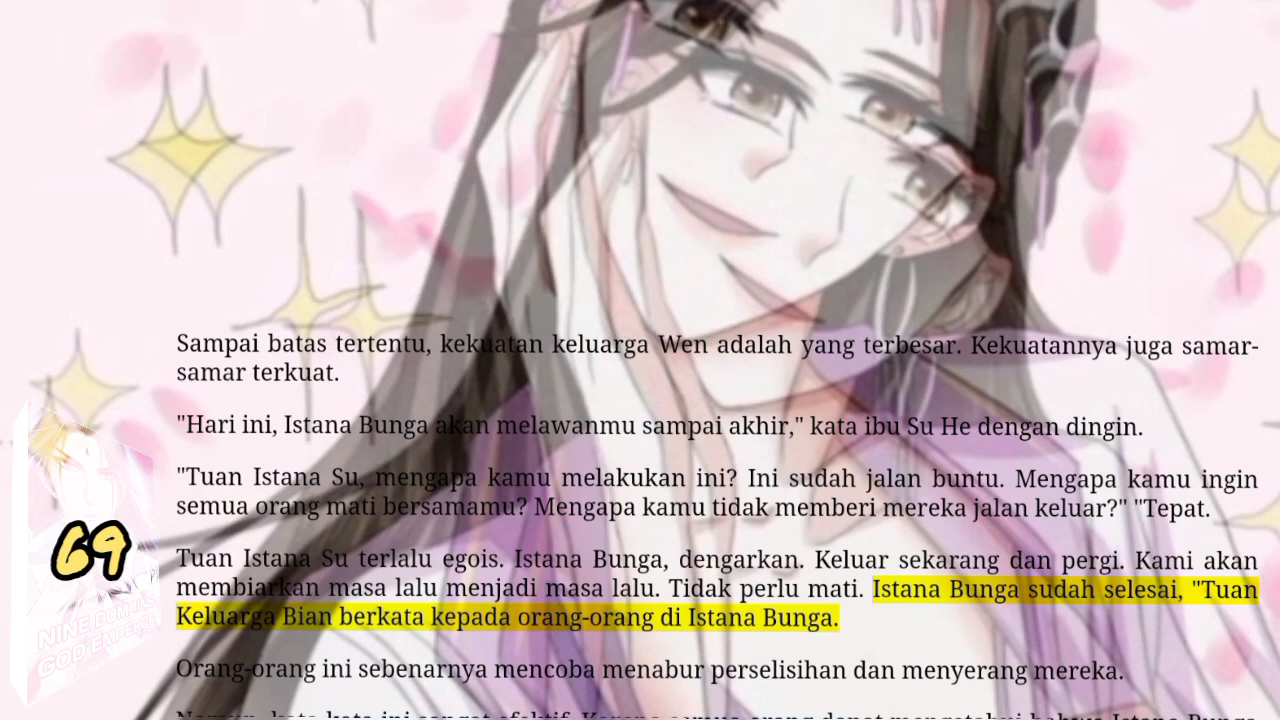 Sampai batas tertentu, kekuatan keluarga Wen adalah yang terbesar. Kekuatannya juga samar-
samar terkuat.
"Hari ini, Istana Bunga akan melawanmu sampai akhir," kata ibu Su He dengan dingin.
"Tuan Istana Su, mengapa kamu melakukan ini? Ini sudah jalan buntu. Mengapa kamu ingin
semua orang mati bersamamu? Mengapa kamu tidak memberi mereka jalan keluar?" "Tepat.
Tuan Istana Su terlalu egois. Istana Bunga, dengarkan. Keluar sekarang dan pergi. Kami akan
membiarkan masa lalu menjadi masa lalu. Tidak perlu mati. Istana Bunga sudah selesai, "Tuan
Keluarga Bian berkata kepada orang-orang di Istana Bunga.
Orang-orang ini sebenarnya mencoba menabur perselisihan dan menyerang mereka.
69
NINE DOMAINS
GOD EMPEROR